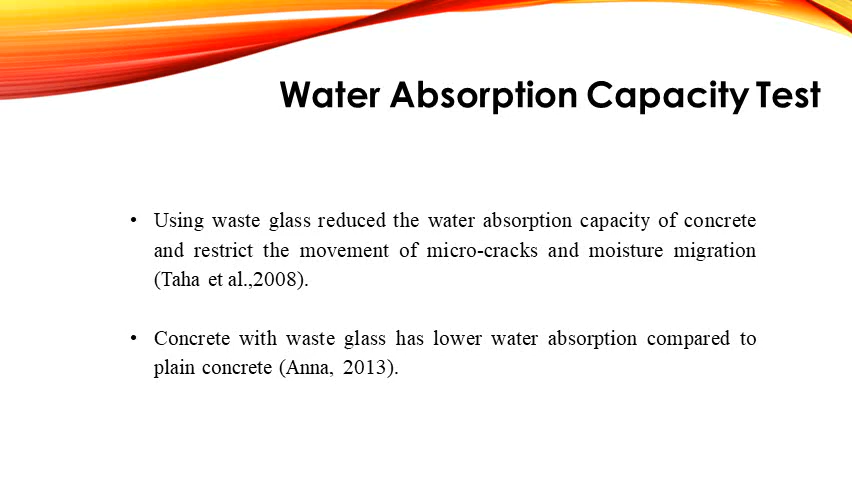 Water Absorption Capacity Test
• Using waste glass reduced the water absorption capacity of concrete
and restrict the movement of micro-cracks and moisture migration
(Taha et al.,2008).
• Concrete with waste glass has lower water absorption compared to
plain concrete (Anna, 2013).